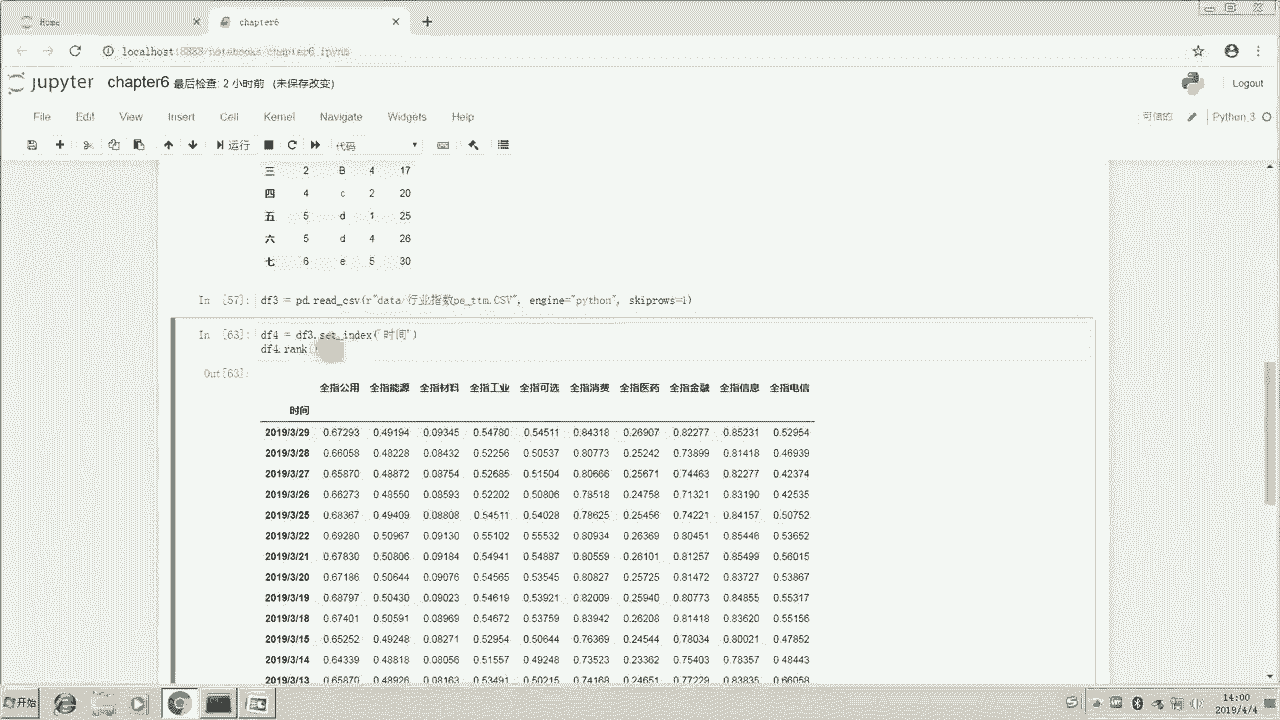 Home
chapter6
localhost:8888/notebooks/chapter6.ipynb
jupyter chapter6 最后检查: 2 小时前 (未保存改变)
Logout
File Edit View Insert Cell Kernel Navigate Widgets Help
可信的 Python 3
运行 代码
三 2 B 4 17
四 4 c 2 20
五 5 d 1 25
六 5 d 4 26
七 6 e 5 30
In [57]: df3 = pd.read_csv(r"data/行业指数pe_ttm.CSV", engine="python", skiprows=1)
In [63]: df4 = df3.set_index("时间")
df4.rank(
Out[63]:
全指公用 全指能源 全指材料 全指工业 全指可选 全指消费 全指医药 全指金融 全指信息 全指电信
时间
2019/3/29 0.67293 0.49194 0.09345 0.54780 0.54511 0.84318 0.26907 0.82277 0.85231 0.52954
2019/3/28 0.66058 0.48228 0.08432 0.52256 0.50537 0.80773 0.25242 0.73899 0.81418 0.46939
2019/3/27 0.65870 0.48872 0.08754 0.52685 0.51504 0.80666 0.25671 0.74463 0.82277 0.42374
2019/3/26 0.66273 0.48550 0.08593 0.52202 0.50806 0.78518 0.24758 0.71321 0.83190 0.42535
2019/3/25 0.68367 0.49409 0.08808 0.54511 0.54028 0.78625 0.25456 0.74221 0.84157 0.50752
2019/3/22 0.69280 0.50967 0.09130 0.55102 0.55532 0.80934 0.26369 0.80451 0.85446 0.53652
2019/3/21 0.67830 0.50806 0.09184 0.54941 0.54887 0.80559 0.26101 0.81257 0.85499 0.56015
2019/3/20 0.67186 0.50644 0.09076 0.54565 0.53545 0.80827 0.25725 0.81472 0.83727 0.53867
2019/3/19 0.68797 0.50430 0.09023 0.54619 0.53921 0.82009 0.25940 0.80773 0.84855 0.55317
2019/3/18 0.67401 0.50591 0.08969 0.54672 0.53759 0.83942 0.26208 0.81418 0.83620 0.55156
2019/3/15 0.65252 0.49248 0.08271 0.52954 0.50644 0.76369 0.24544 0.78034 0.80021 0.47852
2019/3/14 0.64339 0.48818 0.08056 0.51557 0.49248 0.73523 0.23362 0.75403 0.78357 0.48443
2019/3/13 0.65870 0.48926 0.08163 0.53491 0.50215 0.74168 0.24651 0.77229 0.83835 0.66058
开始
14:00
2019/4/4